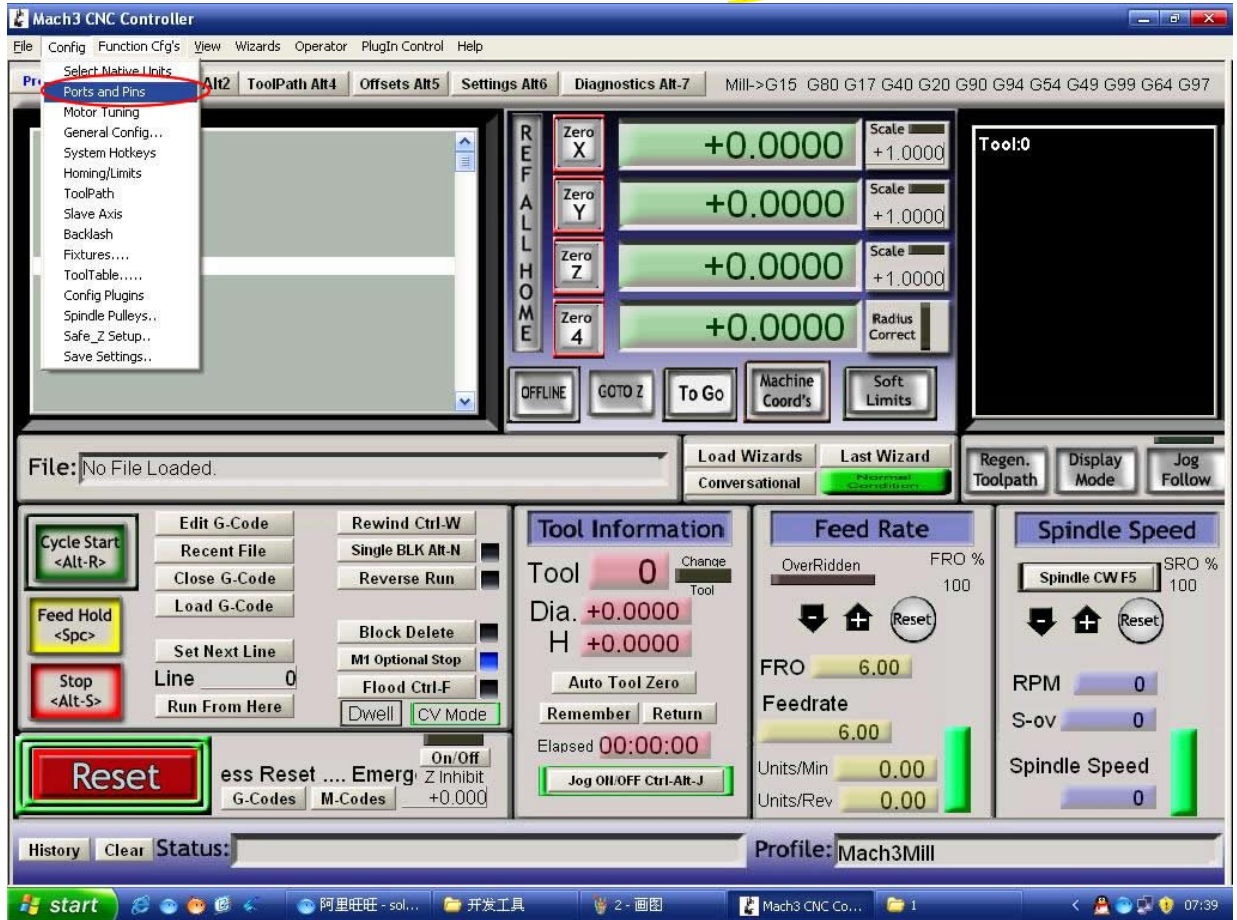 Mach3 CNC Controller
File Config Function Cfg's View Wizards Operator PlugIn Control Help
Select Native Units
Ports and Pins
Motor Tuning
General Config...
System Hotkeys
Homing/Limits
ToolPath
Slave Axis
Backlash
Fixtures....
ToolTable.....
Config Plugins
Spindle Pulleys..
Safe_Z Setup..
Save Settings..
Alt2 ToolPath Alt4 Offsets Alt5 Settings Alt6 Diagnostics Alt-7 Mill->G15 G80 G17 G40 G20 G90 G94 G54 G49 G99 G64 G97
REF ALL HOME
Zero X +0.0000 Scale +1.0000
Zero Y +0.0000 Scale +1.0000
Zero Z +0.0000 Scale +1.0000
Zero 4 +0.0000 Radius Correct
OFFLINE GOTO Z To Go Machine Coord's Soft Limits
Tool:0
File: No File Loaded.
Load Wizards Last Wizard
Conversational Normal Condition
Regen. Toolpath Display Mode Jog Follow
Cycle Start <Alt-R>
Feed Hold <Spc>
Stop <Alt-S>
Edit G-Code Rewind Ctrl-W
Recent File Single BLK Alt-N
Close G-Code Reverse Run
Load G-Code
Block Delete
Set Next Line M1 Optional Stop
Line 0 Flood Ctrl-F
Run From Here Dwell CV Mode
Reset
ess Reset .... Emerg
On/Off
Z Inhibit
G-Codes M-Codes +0.000
Tool Information
Tool 0 Change Tool
Dia. +0.0000
H +0.0000
Auto Tool Zero
Remember Return
Elapsed 00:00:00
Jog ON/OFF Ctrl-Alt-J
Feed Rate
OverRidden FRO %
100
Reset
FRO 6.00
Feedrate
6.00
Units/Min 0.00
Units/Rev 0.00
Spindle Speed
Spindle CW F5 SRO %
100
Reset
RPM 0
S-ov 0
Spindle Speed
0
History Clear Status: Profile: Mach3Mill
start 阿里旺旺 - sol... 开发工具 2 - 画图 Mach3 CNC Co... 1 07:39